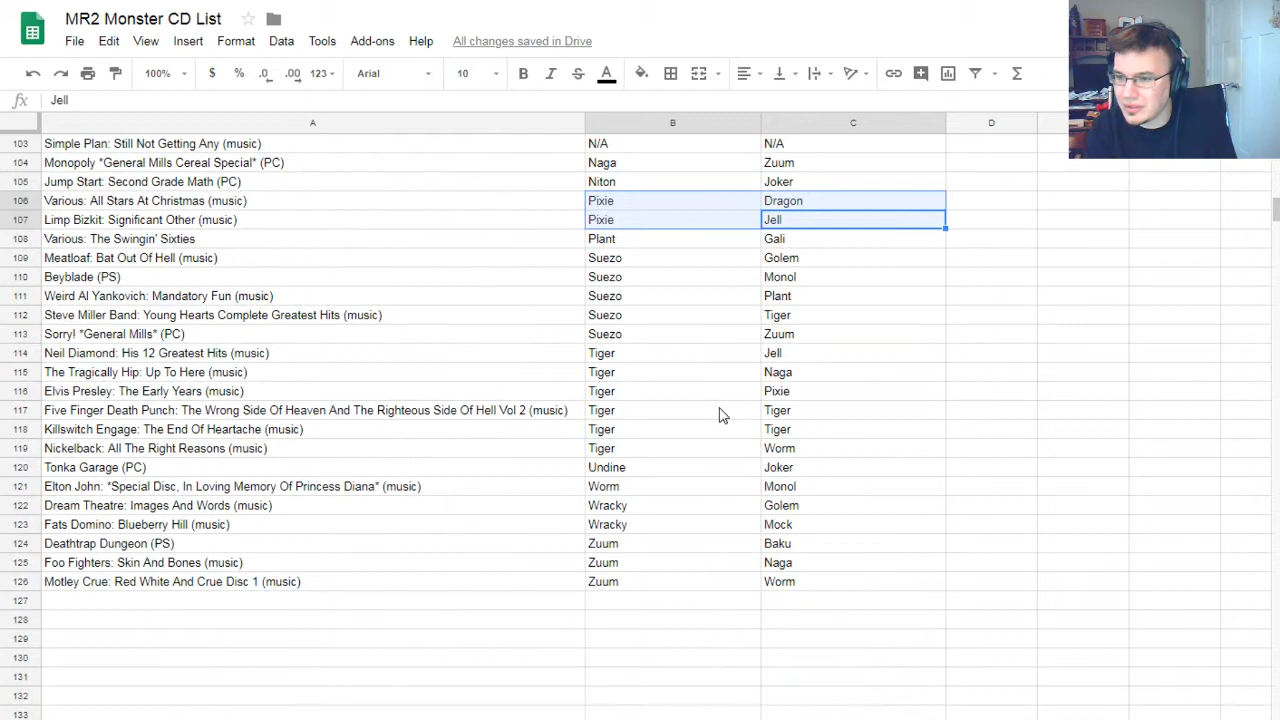 MR2 Monster CD List
File Edit View Insert Format Data Tools Add-ons Help All changes saved in Drive
100% $ % .0 .00 123 Arial 10 B I S A
fx Jell
A B C D
103 Simple Plan: Still Not Getting Any (music) N/A N/A
104 Monopoly *General Mills Cereal Special* (PC) Naga Zuum
105 Jump Start: Second Grade Math (PC) Niton Joker
106 Various: All Stars At Christmas (music) Pixie Dragon
107 Limp Bizkit: Significant Other (music) Pixie Jell
108 Various: The Swingin' Sixties Plant Gali
109 Meatloaf: Bat Out Of Hell (music) Suezo Golem
110 Beyblade (PS) Suezo Monol
111 Weird Al Yankovich: Mandatory Fun (music) Suezo Plant
112 Steve Miller Band: Young Hearts Complete Greatest Hits (music) Suezo Tiger
113 Sorry! *General Mills* (PC) Suezo Zuum
114 Neil Diamond: His 12 Greatest Hits (music) Tiger Jell
115 The Tragically Hip: Up To Here (music) Tiger Naga
116 Elvis Presley: The Early Years (music) Tiger Pixie
117 Five Finger Death Punch: The Wrong Side Of Heaven And The Righteous Side Of Hell Vol 2 (music) Tiger Tiger
118 Killswitch Engage: The End Of Heartache (music) Tiger Tiger
119 Nickelback: All The Right Reasons (music) Tiger Worm
120 Tonka Garage (PC) Undine Joker
121 Elton John: *Special Disc, In Loving Memory Of Princess Diana* (music) Worm Monol
122 Dream Theatre: Images And Words (music) Wracky Golem
123 Fats Domino: Blueberry Hill (music) Wracky Mock
124 Deathtrap Dungeon (PS) Zuum Baku
125 Foo Fighters: Skin And Bones (music) Zuum Naga
126 Motley Crue: Red White And Crue Disc 1 (music) Zuum Worm
127
128
129
130
131
132
133